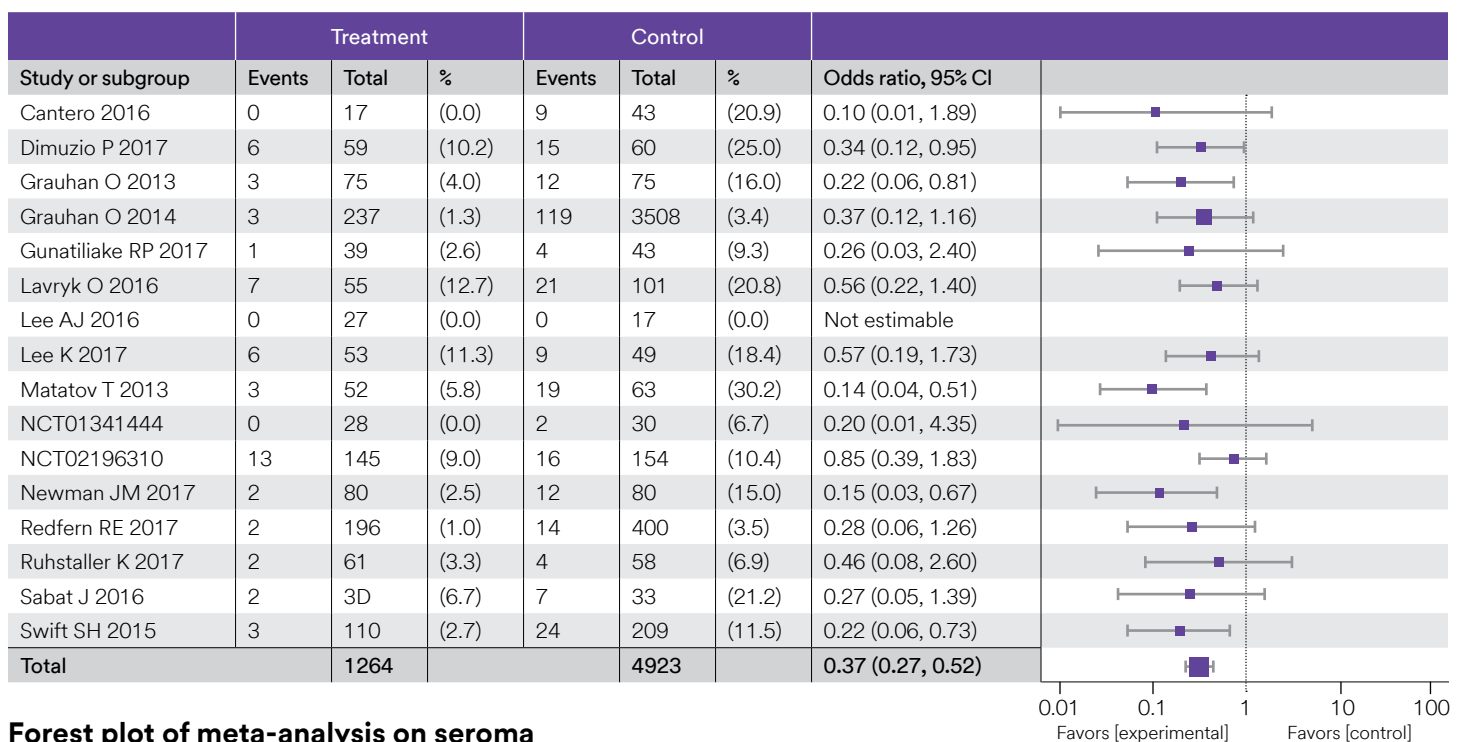 Treatment Control
Study or subgroup Events Total % Events Total % Odds ratio, 95% CI
Cantero 2016 0 17 (0.0) 9 43 (20.9) 0.10 (0.01, 1.89)
Dimuzio P 2017 6 59 (10.2) 15 60 (25.0) 0.34 (0.12, 0.95)
Grauhan O 2013 3 75 (4.0) 12 75 (16.0) 0.22 (0.06, 0.81)
Grauhan O 2014 3 237 (1.3) 119 3508 (3.4) 0.37 (0.12, 1.16)
Gunatiliake RP 2017 1 39 (2.6) 4 43 (9.3) 0.26 (0.03, 2.40)
Lavryk O 2016 7 55 (12.7) 21 101 (20.8) 0.56 (0.22, 1.40)
Lee AJ 2016 0 27 (0.0) 0 17 (0.0) Not estimable
Lee K 2017 6 53 (11.3) 9 49 (18.4) 0.57 (0.19, 1.73)
Matatov T 2013 3 52 (5.8) 19 63 (30.2) 0.14 (0.04, 0.51)
NCT01341444 0 28 (0.0) 2 30 (6.7) 0.20 (0.01, 4.35)
NCT02196310 13 145 (9.0) 16 154 (10.4) 0.85 (0.39, 1.83)
Newman JM 2017 2 80 (2.5) 12 80 (15.0) 0.15 (0.03, 0.67)
Redfern RE 2017 2 196 (1.0) 14 400 (3.5) 0.28 (0.06, 1.26)
Ruhstaller K 2017 2 61 (3.3) 4 58 (6.9) 0.46 (0.08, 2.60)
Sabat J 2016 2 3D (6.7) 7 33 (21.2) 0.27 (0.05, 1.39)
Swift SH 2015 3 110 (2.7) 24 209 (11.5) 0.22 (0.06, 0.73)
Total 1264 4923 0.37 (0.27, 0.52)
0.01 0.1 1 10 100
Favors [experimental] Favors [control]
Forest plot of meta-analysis on seroma